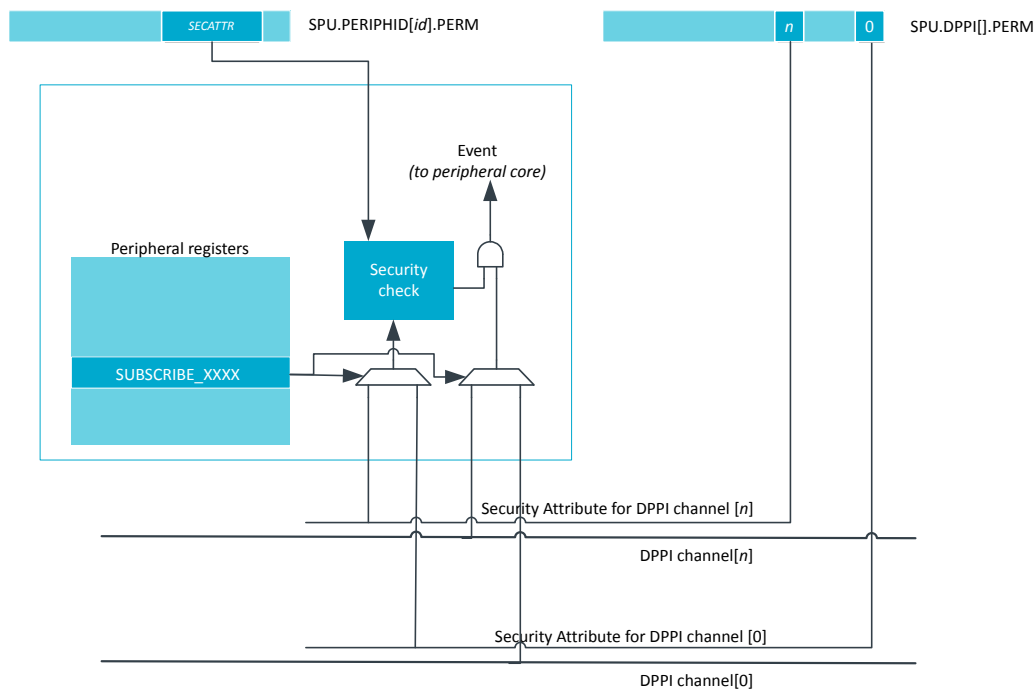 SECATTR
SPU.PERIPHID[id].PERM
n
0
SPU.DPPI[].PERM
Event
(to peripheral core)
Peripheral registers
Security
check
SUBSCRIBE_XXXX
Security Attribute for DPPI channel [n]
DPPI channel[n]
Security Attribute for DPPI channel [0]
DPPI channel[0]